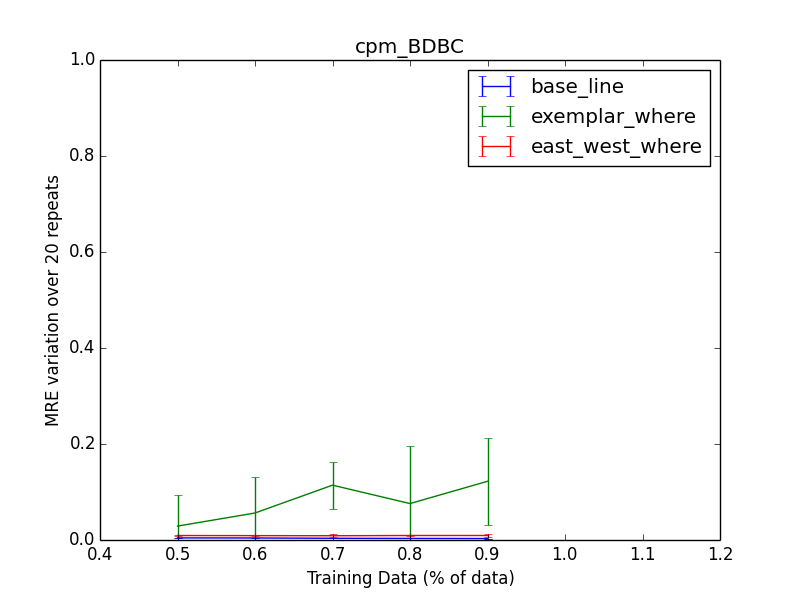 cpm_BDBC
base_line
exemplar_where
east_west_where
MRE variation over 20 repeats
1.0
0.8
0.6
0.4
0.2
0.0
0.4 0.5 0.6 0.7 0.8 0.9 1.0 1.1 1.2
Training Data (% of data)